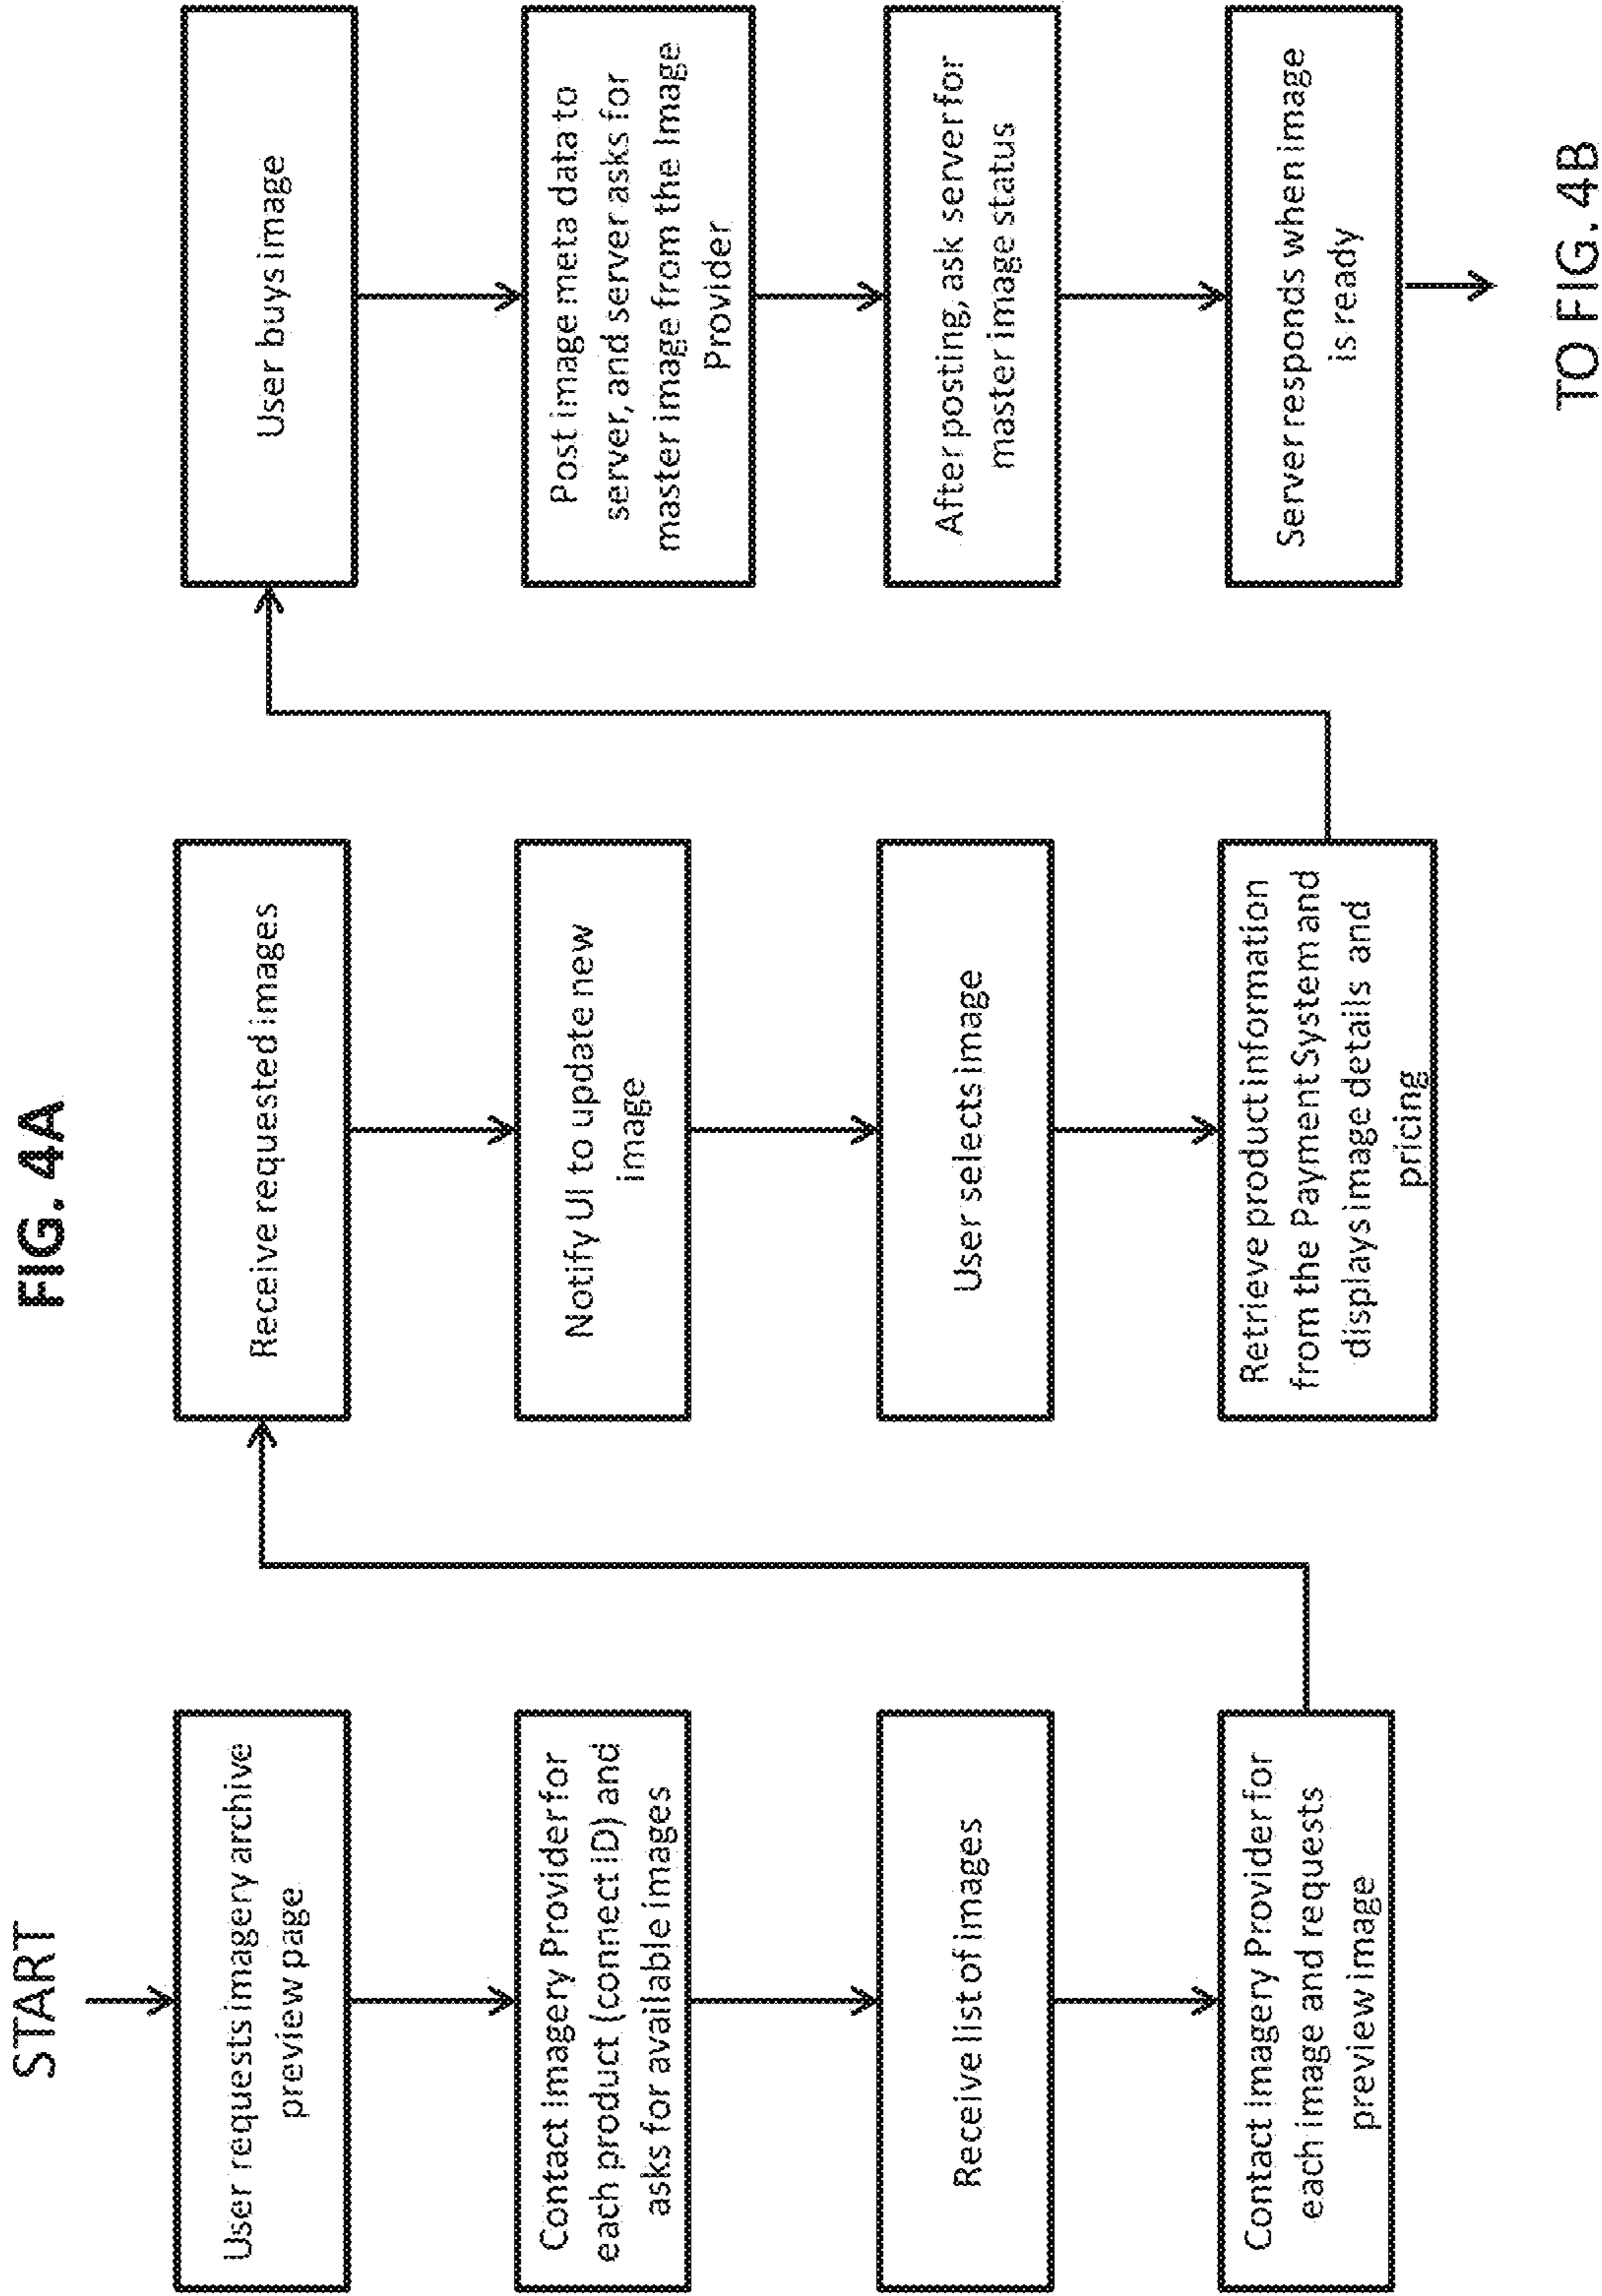 FIG. 4A
START
User requests imagery archive
preview page
Contact Imagery Provider for
each product (connect ID) and
asks for available images
Receive list of images
Contact Imagery Provider for
each image and requests
preview image
Receive requested images
Notify UI to update new
image
User selects image
Retrieve product information
from the Payment System and
displays image details and
pricing
User buys image
Post image meta data to
server, and server asks for
master image from the Image
Provider
After posting, ask server for
master image status
Server responds when image
is ready
TO FIG. 4B